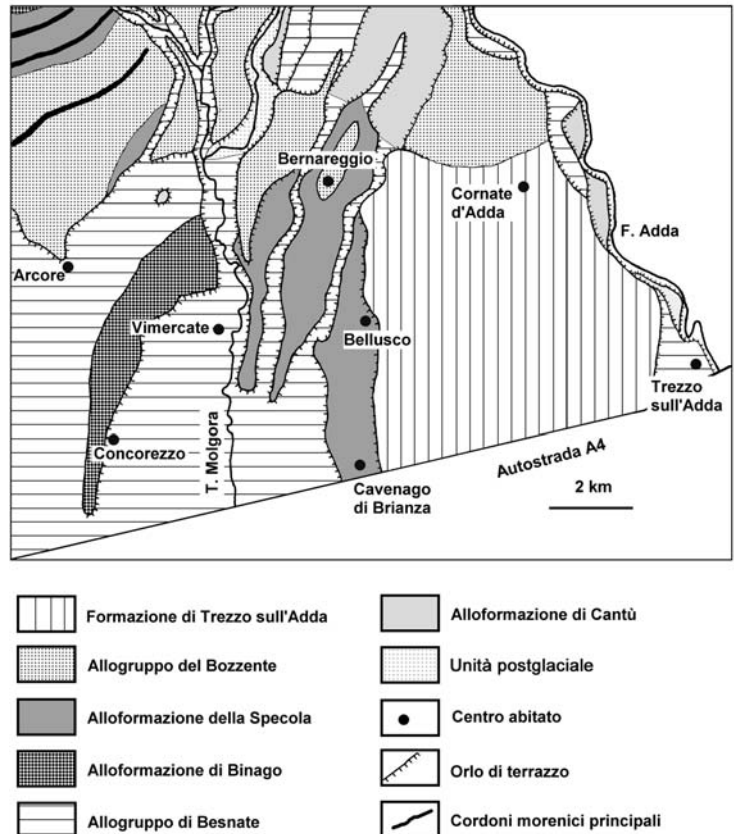 Bernareggio
Cornate
d'Adda
F. Adda
Arcore
Vimercate
Bellusco
Trezzo
sull'Adda
Concorezzo
T. Molgora
Autostrada A4
Cavenago
di Brianza
2 km
Formazione di Trezzo sull'Adda
Allogruppo del Bozzente
Alloformazione della Specola
Alloformazione di Binago
Allogruppo di Besnate
Alloformazione di Cantù
Unità postglaciale
Centro abitato
Orlo di terrazzo
Cordoni morenici principali